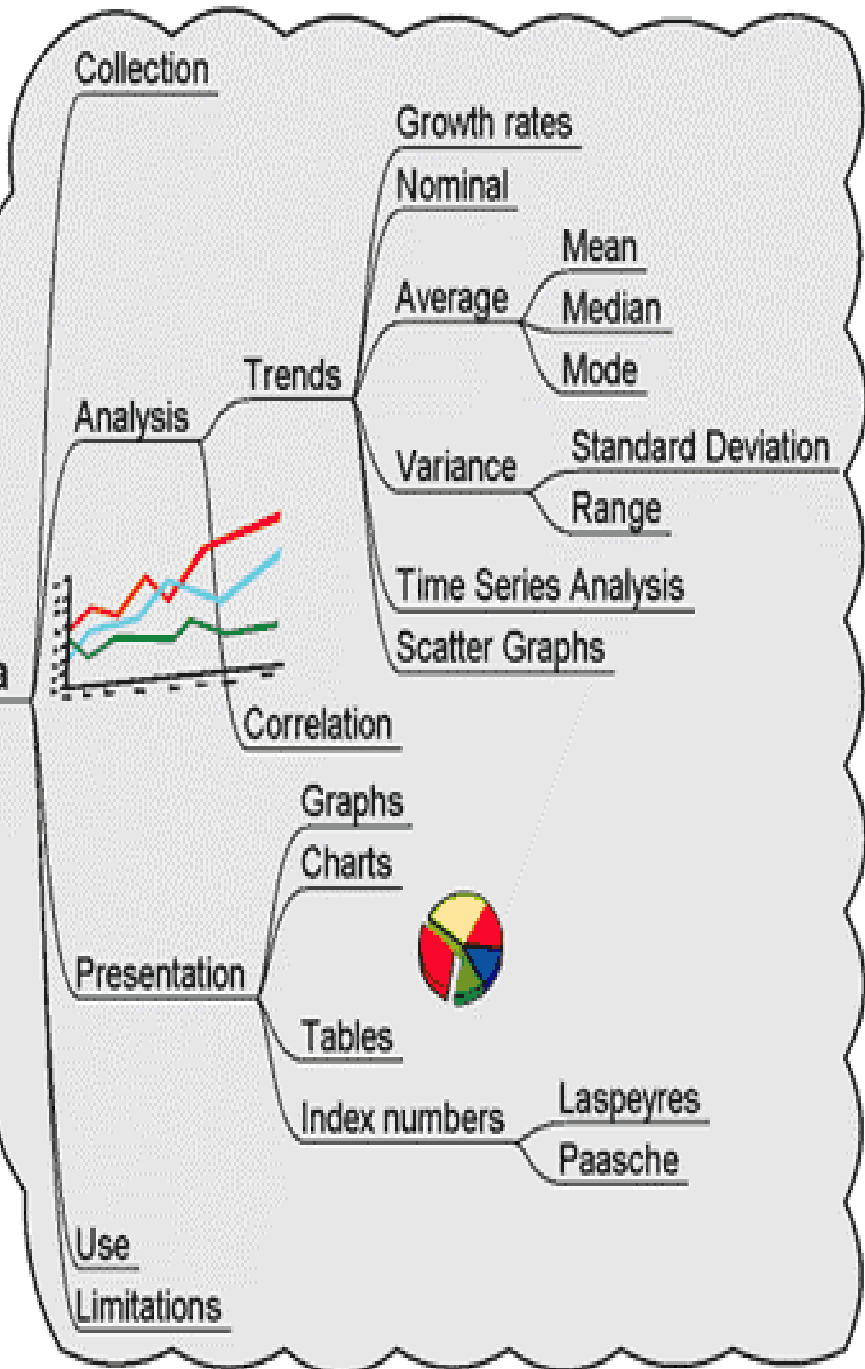 Collection
Growth rates
Nominal
Mean
Average
Median
Mode
Trends
Analysis
Standard Deviation
Variance
Range
Time Series Analysis
Scatter Graphs
a
Correlation
Graphs
Charts
Presentation
Tables
Index numbers
Laspeyres
Paasche
Use
Limitations